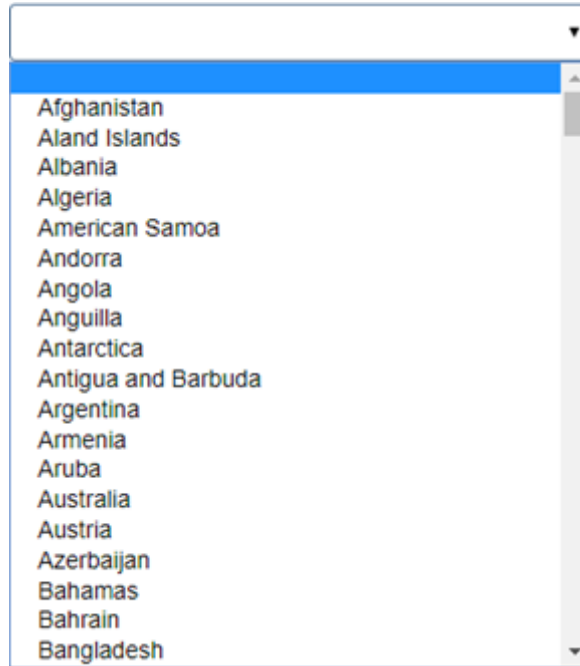 Afghanistan
Aland Islands
Albania
Algeria
American Samoa
Andorra
Angola
Anguilla
Antarctica
Antigua and Barbuda
Argentina
Armenia
Aruba
Australia
Austria
Azerbaijan
Bahamas
Bahrain
Bangladesh